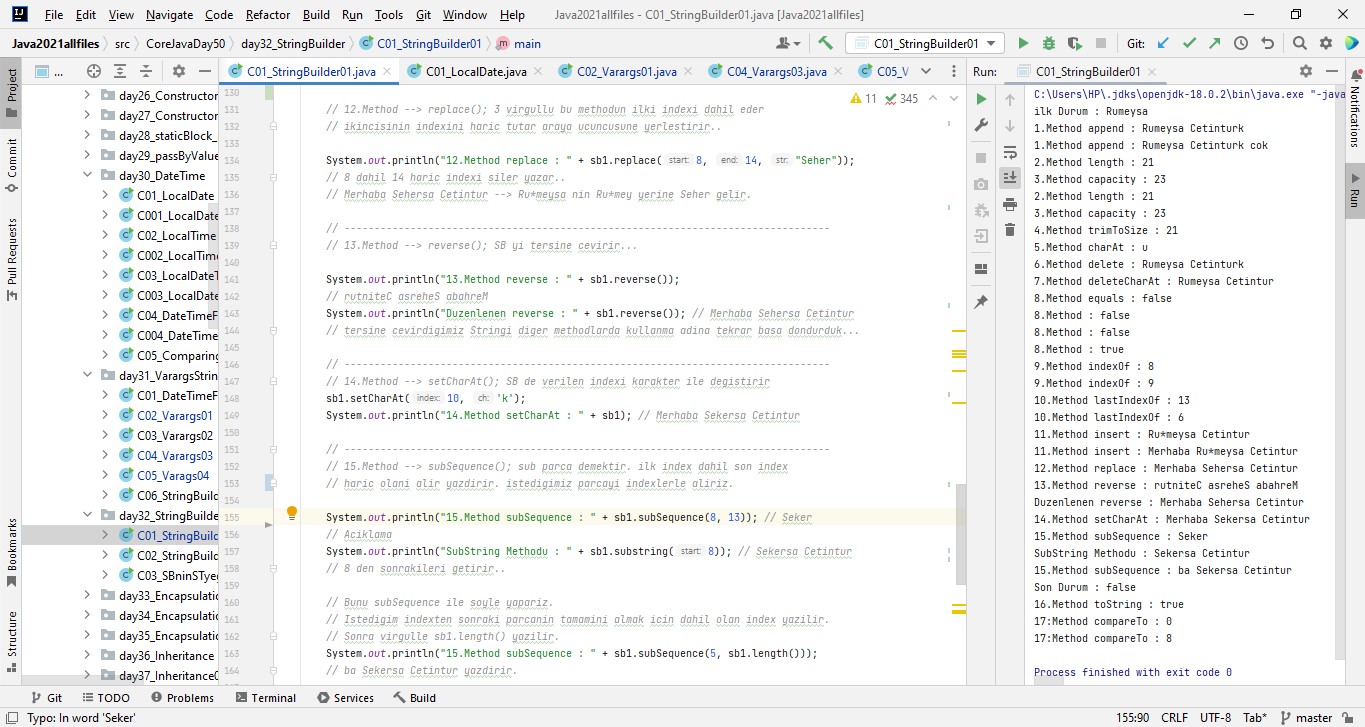 File Edit View Navigate Code Refactor Build Run Tools Git Window Help Java2021allfiles - C01_StringBuilder01.java [Java2021allfiles]
Java2021allfiles src CoreJavaDay50 day32_StringBuilder C01_StringBuilder01 main C01_StringBuilder01 Git:
... C01_StringBuilder01.java C01_LocalDate.java C02_Varargs01.java C04_Varargs03.java C05_V Run: C01_StringBuilder01
Project
Commit
Pull Requests
Bookmarks
Structure
day26_Constructor
day27_Constructor
day28_staticBlock_
day29_passByValue
day30_DateTime
C01_LocalDate
C001_LocalDate
C02_LocalTime
C002_LocalTim
C03_LocalDateT
C003_LocalDate
C04_DateTimeF
C004_DateTime
C05_Comparing
day31_VarargsStrin
C01_DateTimeF
C02_Varargs01
C03_Varargs02
C04_Varargs03
C05_Varags04
C06_StringBuild
day32_StringBuilder
C01_StringBuild
C02_StringBuild
C03_SBninSTyeg
day33_Encapsulatic
day34_Encapsulatic
day35_Encapsulatic
day36_Inheritance
day37_Inheritance0
11 345
130
131 // 12.Method --> replace(); 3 virgullu bu methodun ilki indexi dahil eder
132 // ikincisinin indexini haric tutar araya ucuncusune yerlestirir..
133
134 System.out.println("12.Method replace : " + sb1.replace( start: 8, end: 14, str: "Seher"));
135 // 8 dahil 14 haric indexi siler yazar..
136 // Merhaba Sehersa Cetintur --> Ru*meysa nin Ru*mey yerine Seher gelir.
137
138 // ----------------------------------------------------------------------------------
139 // 13.Method --> reverse(); SB yi tersine cevirir...
140
141 System.out.println("13.Method reverse : " + sb1.reverse());
142 // rutniteC asreheS abahreM
143 System.out.println("Duzenlenen reverse : " + sb1.reverse()); // Merhaba Sehersa Cetintur
144 // tersine cevirdigimiz Stringi diger methodlarda kullanma adina tekrar basa dondurduk...
145
146 // ----------------------------------------------------------------------------------
147 // 14.Method --> setCharAt(); SB de verilen indexi karakter ile degistirir
148 sb1.setCharAt( index: 10, ch: 'k');
149 System.out.println("14.Method setCharAt : " + sb1); // Merhaba Sekersa Cetintur
150
151 // ----------------------------------------------------------------------------------
152 // 15.Method --> subSequence(); sub parca demektir. ilk index dahil son index
153 // haric olani alir yazdirir. istedigimiz parcayi indexlerle aliriz.
154
155 System.out.println("15.Method subSequence : " + sb1.subSequence(8, 13)); // Seker
156 // Aciklama
157 System.out.println("SubString Methodu : " + sb1.substring( start: 8)); // Sekersa Cetintur
158 // 8 den sonrakileri getirir..
159
160 // Bunu subSequence ile soyle yapariz.
161 // Istedigim indexten sonraki parcanin tamamini almak icin dahil olan index yazilir.
162 // Sonra virgulle sb1.length() yazilir.
163 System.out.println("15.Method subSequence : " + sb1.subSequence(5, sb1.length()));
164 // ba Sekersa Cetintur yazdirir.
C:\Users\HP\.jdks\openjdk-18.0.2\bin\java.exe "-java
ilk Durum : Rumeysa
1.Method append : Rumeysa Cetinturk
1.Method append : Rumeysa Cetinturk cok
2.Method length : 21
3.Method capacity : 23
2.Method length : 21
3.Method capacity : 23
4.Method trimToSize : 21
5.Method charAt : u
6.Method delete : Rumeysa Cetinturk
7.Method deleteCharAt : Rumeysa Cetintur
8.Method equals : false
8.Method : false
8.Method : false
8.Method : true
9.Method indexOf : 8
9.Method indexOf : 9
10.Method lastIndexOf : 13
10.Method lastIndexOf : 6
11.Method insert : Ru*meysa Cetintur
11.Method insert : Merhaba Ru*meysa Cetintur
12.Method replace : Merhaba Sehersa Cetintur
13.Method reverse : rutniteC asreheS abahreM
Duzenlenen reverse : Merhaba Sehersa Cetintur
14.Method setCharAt : Merhaba Sekersa Cetintur
15.Method subSequence : Seker
SubString Methodu : Sekersa Cetintur
15.Method subSequence : ba Sekersa Cetintur
Son Durum : false
16.Method toString : true
17:Method compareTo : 0
17:Method compareTo : 8
Process finished with exit code 0
Notifications
Run
Git TODO Problems Terminal Services Build
Typo: In word 'Seker' 155:90 CRLF UTF-8 Tab* master